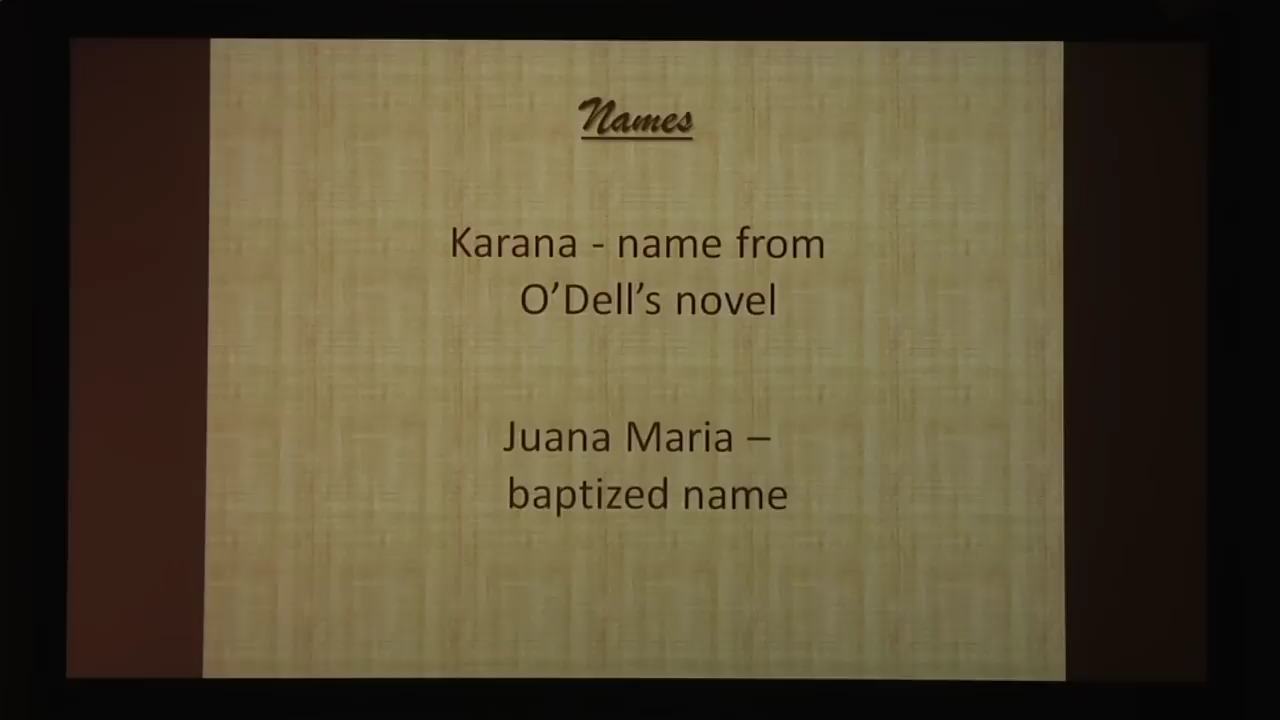 Names
Karana - name from
O’Dell’s novel
Juana Maria –
baptized name